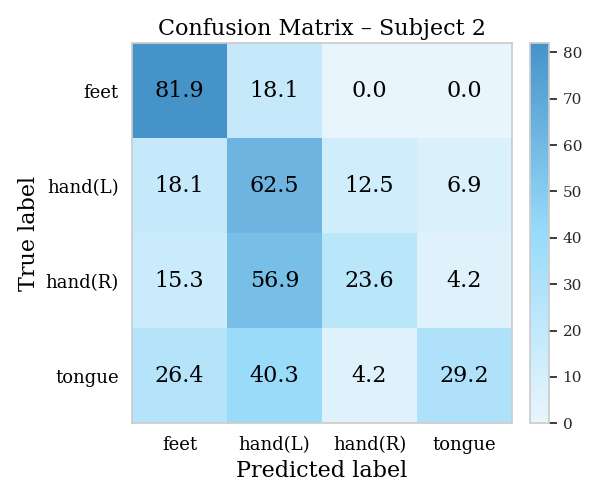 Confusion Matrix – Subject 2
feet 81.9 18.1 0.0 0.0
hand(L) 18.1 62.5 12.5 6.9
hand(R) 15.3 56.9 23.6 4.2
tongue 26.4 40.3 4.2 29.2
feet hand(L) hand(R) tongue
Predicted label
True label
80
70
60
50
40
30
20
10
0